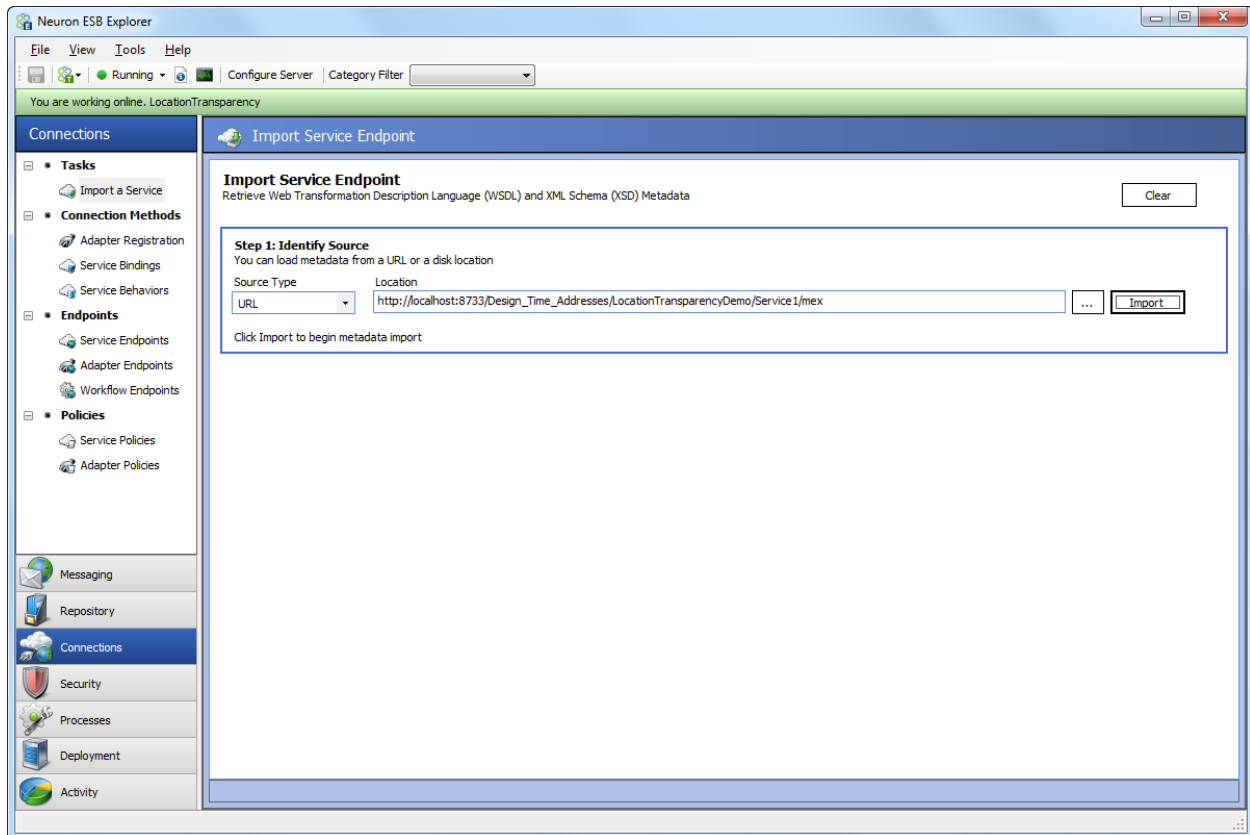 Neuron ESB Explorer
File View Tools Help
Running Configure Server Category Filter
You are working online. LocationTransparency
Connections
Import Service Endpoint
Tasks
Import a Service
Connection Methods
Adapter Registration
Service Bindings
Service Behaviors
Endpoints
Service Endpoints
Adapter Endpoints
Workflow Endpoints
Policies
Service Policies
Adapter Policies
Import Service Endpoint
Retrieve Web Transformation Description Language (WSDL) and XML Schema (XSD) Metadata
Clear
Step 1: Identify Source
You can load metadata from a URL or a disk location
Source Type Location
URL http://localhost:8733/Design_Time_Addresses/LocationTransparencyDemo/Service1/mex ... Import
Click Import to begin metadata import
Messaging
Repository
Connections
Security
Processes
Deployment
Activity